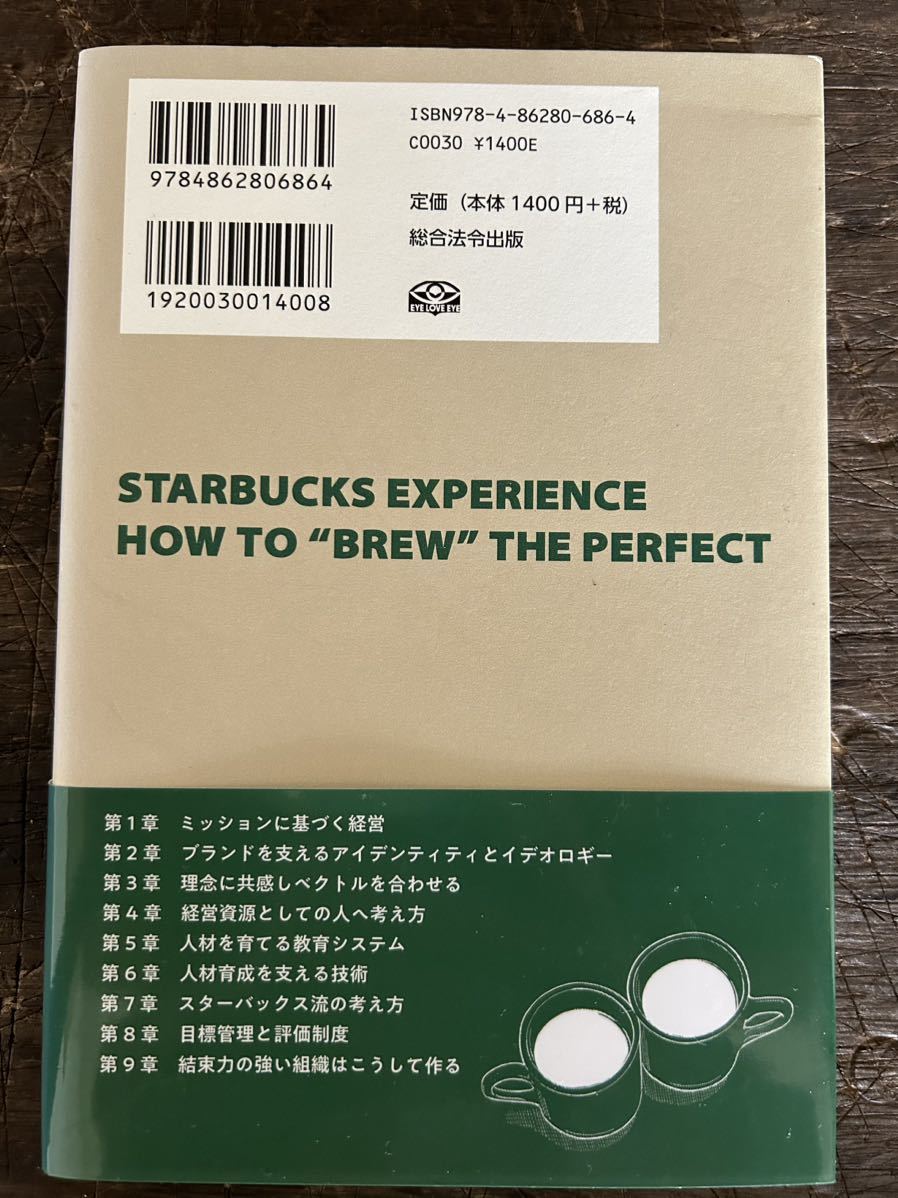 ISBN978-4-86280-686-4
C0030 ¥1400E
9784862806864
定価（本体1400円+税）
総合法令出版
1920030014008
EYE LOVE EYE
STARBUCKS EXPERIENCE
HOW TO “BREW” THE PERFECT
第1章　ミッションに基づく経営
第2章　ブランドを支えるアイデンティティとイデオロギー
第3章　理念に共感しベクトルを合わせる
第4章　経営資源としての人へ考え方
第5章　人材を育てる教育システム
第6章　人材育成を支える技術
第7章　スターバックス流の考え方
第8章　目標管理と評価制度
第9章　結束力の強い組織はこうして作る